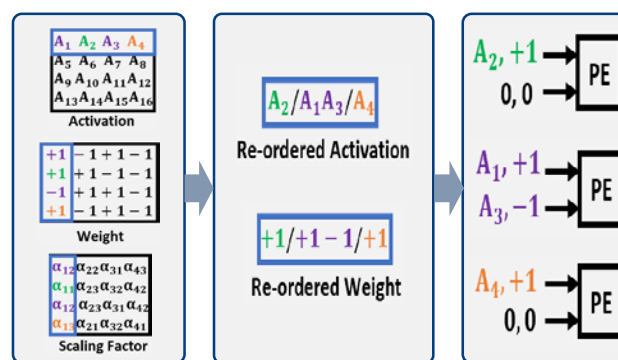 A₁ A₂ A₃ A₄
A₅ A₆ A₇ A₈
A₉ A₁₀ A₁₁ A₁₂
A₁₃ A₁₄ A₁₅ A₁₆
Activation
+1 − 1 + 1 − 1
+1 + 1 − 1 − 1
−1 + 1 + 1 − 1
+1 − 1 + 1 − 1
Weight
α₁₂ α₂₂ α₃₁ α₄₃
α₁₁ α₂₃ α₃₂ α₄₂
α₁₂ α₂₃ α₃₁ α₄₂
α₁₃ α₂₁ α₃₂ α₄₁
Scaling Factor
A₂/A₁A₃/A₄
Re-ordered Activation
+1/+1 − 1/+1
Re-ordered Weight
A₂, +1
0, 0
PE
A₁, +1
A₃, −1
PE
A₄, +1
0, 0
PE